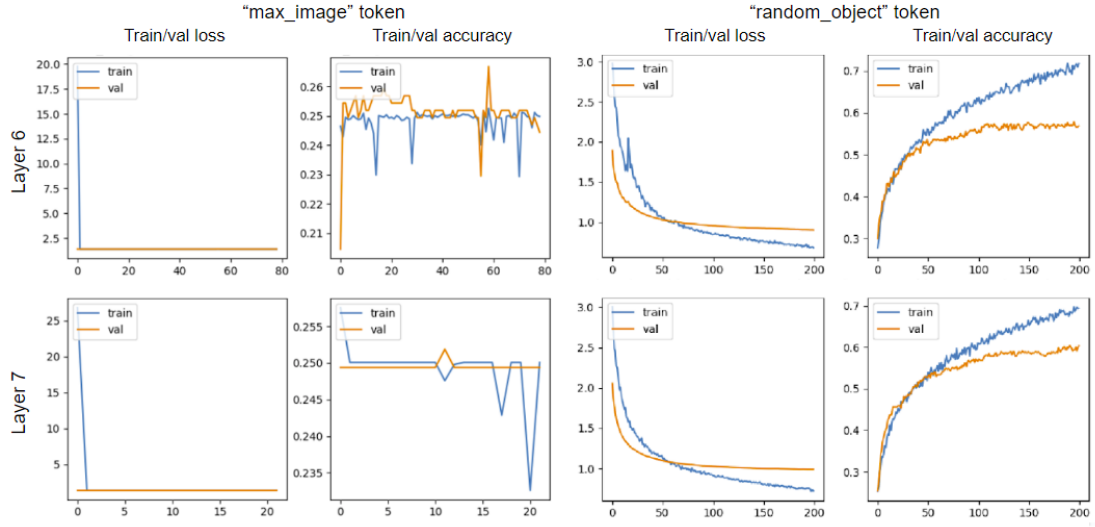 “max_image” token “random_object” token
Train/val loss Train/val accuracy Train/val loss Train/val accuracy
Layer 6
20.0
17.5
15.0
12.5
10.0
7.5
5.0
2.5
0 20 40 60 80
train
val
0.26
0.25
0.24
0.23
0.22
0.21
0 20 40 60 80
train
val
3.0
2.5
2.0
1.5
1.0
0 50 100 150 200
train
val
0.7
0.6
0.5
0.4
0.3
0 50 100 150 200
train
val
Layer 7
25
20
15
10
5
0 5 10 15 20
train
val
0.255
0.250
0.245
0.240
0.235
0 5 10 15 20
train
val
3.0
2.5
2.0
1.5
1.0
0 50 100 150 200
train
val
0.7
0.6
0.5
0.4
0.3
0 50 100 150 200
train
val